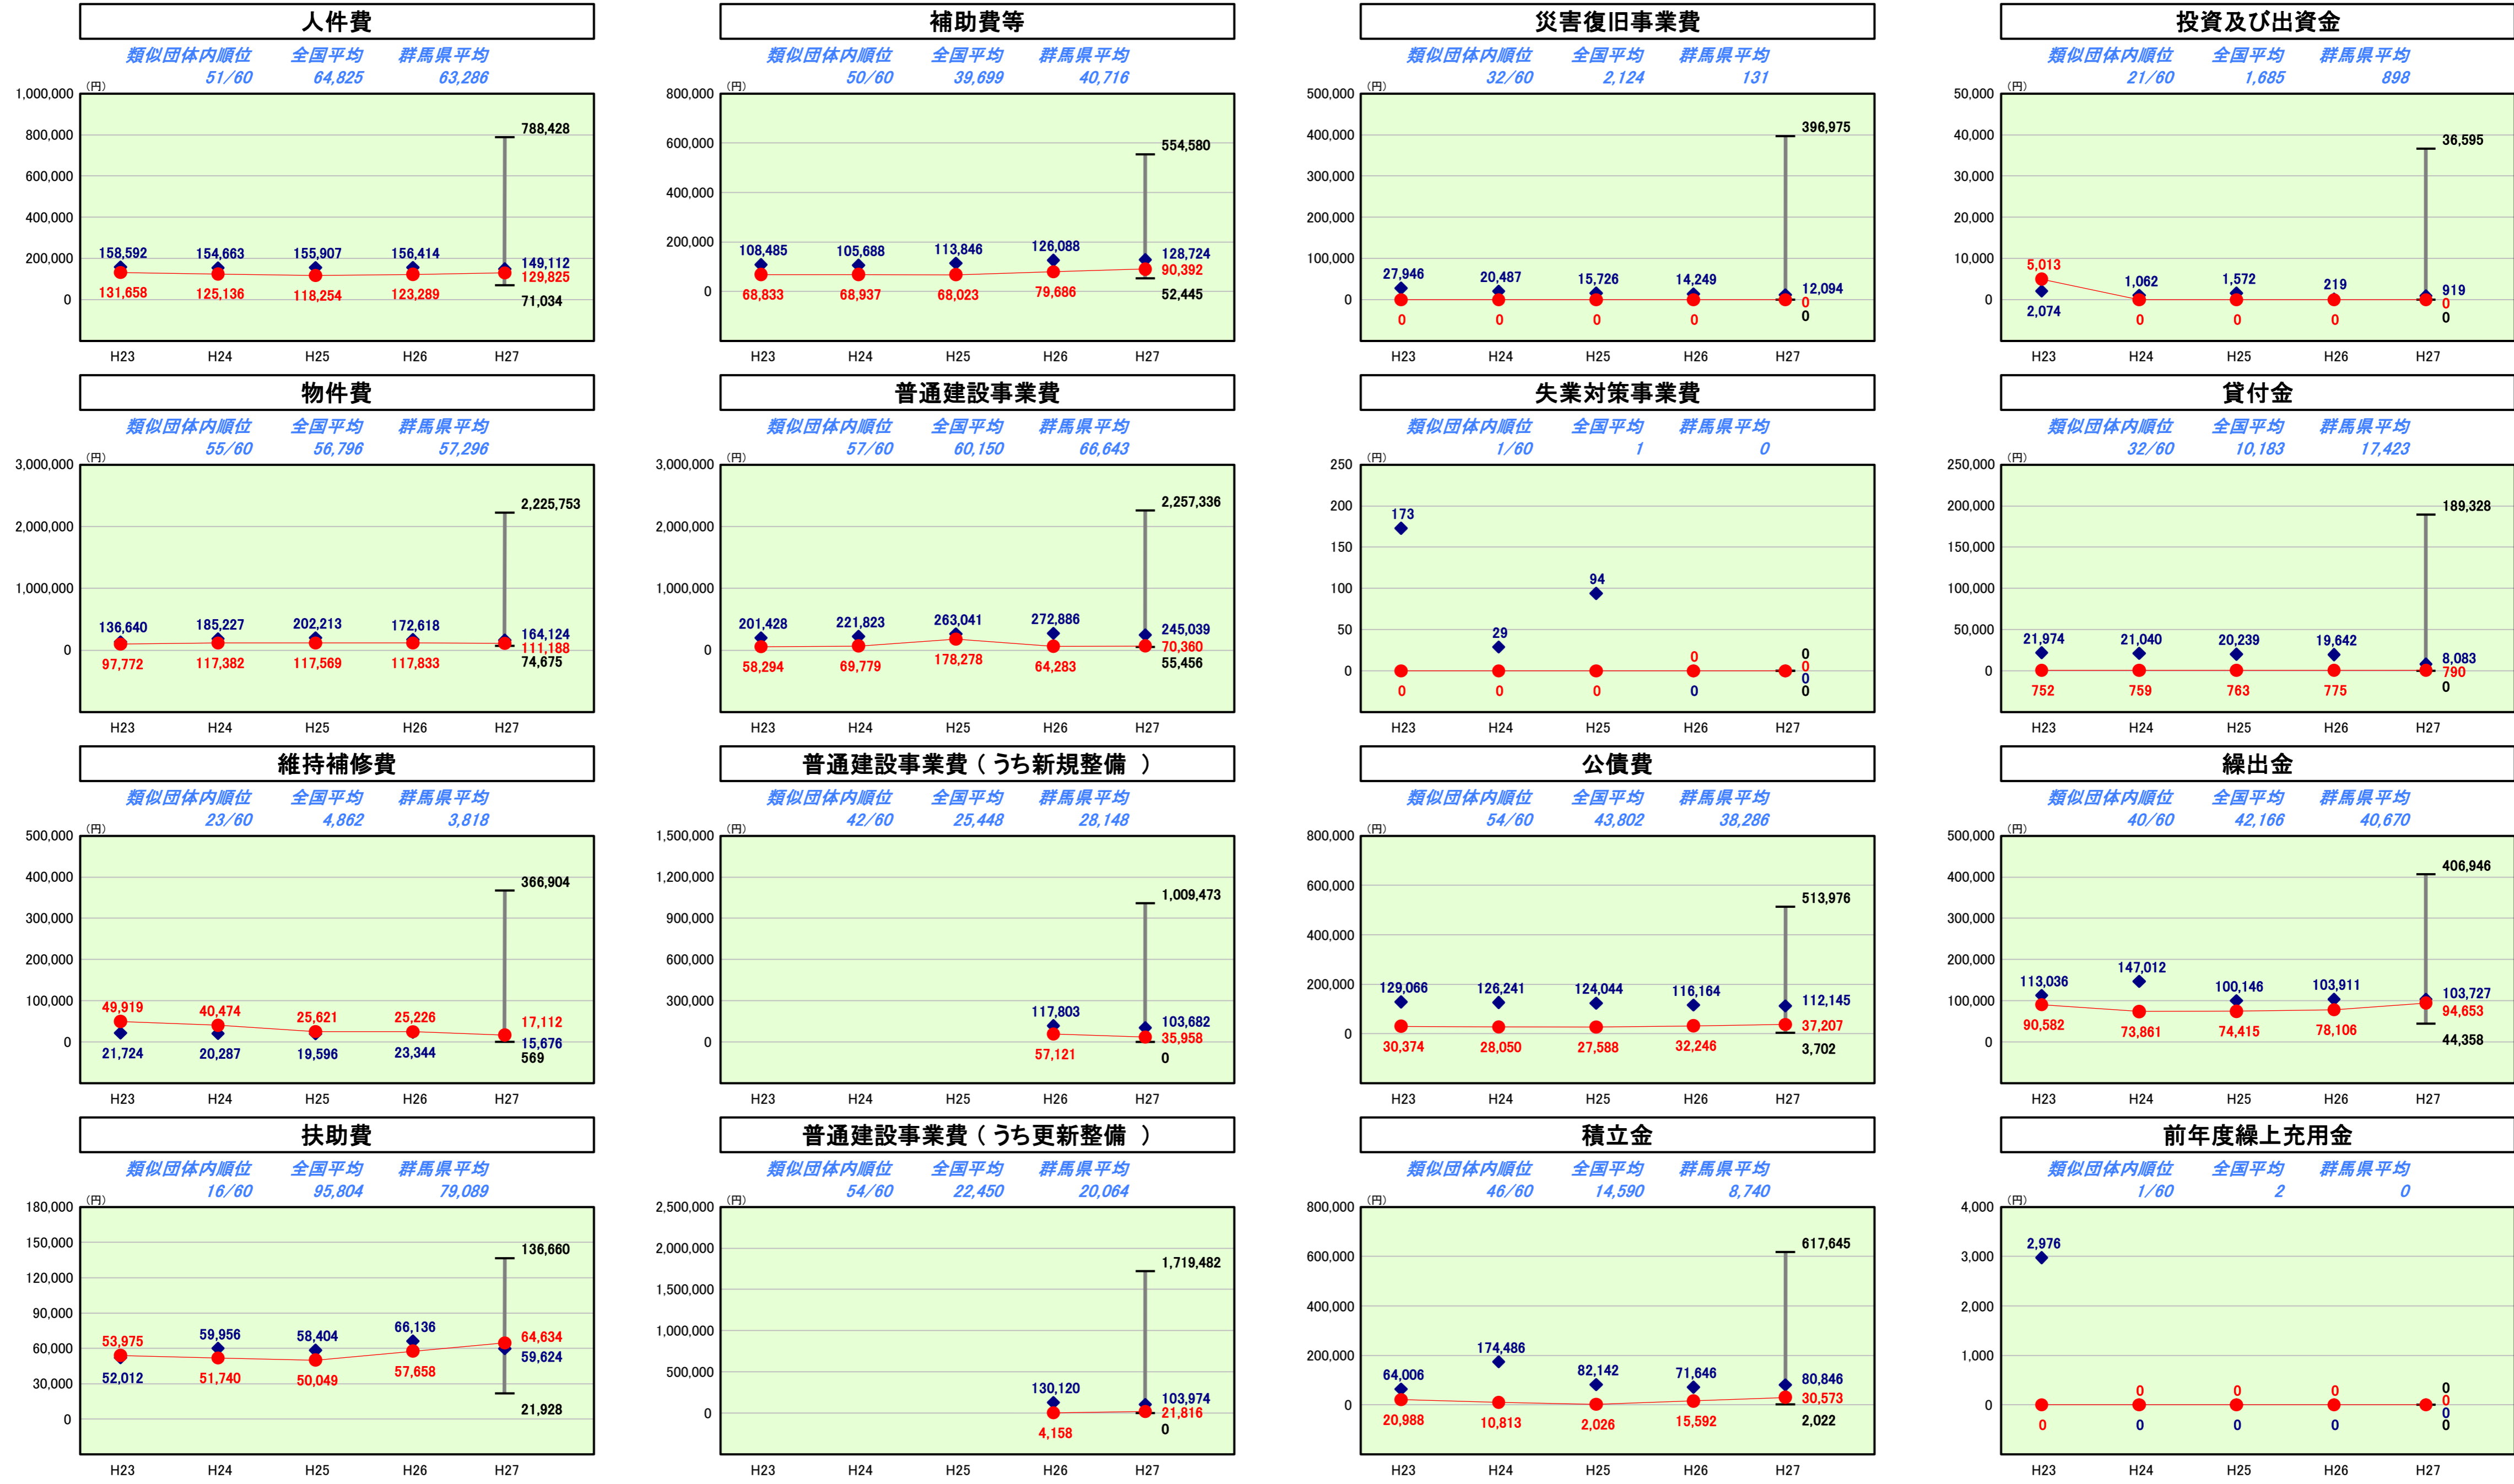 人件費
類似団体内順位 全国平均 群馬県平均
51/60 64,825 63,286
(円)
1,000,000
800,000
600,000
400,000
200,000
0
788,428
158,592 154,663 155,907 156,414 149,112
131,658 125,136 118,254 123,289 129,825
71,034
H23 H24 H25 H26 H27
補助費等
類似団体内順位 全国平均 群馬県平均
50/60 39,699 40,716
(円)
800,000
600,000
400,000
200,000
0
554,580
108,485 105,688 113,846 126,088 128,724
68,833 68,937 68,023 79,686 90,392
52,445
H23 H24 H25 H26 H27
災害復旧事業費
類似団体内順位 全国平均 群馬県平均
32/60 2,124 131
(円)
500,000
400,000
300,000
200,000
100,000
0
396,975
27,946 20,487 15,726 14,249 12,094
0 0 0 0 0
0
H23 H24 H25 H26 H27
投資及び出資金
類似団体内順位 全国平均 群馬県平均
21/60 1,685 898
(円)
50,000
40,000
30,000
20,000
10,000
0
36,595
5,013 1,062 1,572 219 919
2,074 0 0 0 0
0
H23 H24 H25 H26 H27
物件費
類似団体内順位 全国平均 群馬県平均
55/60 56,796 57,296
(円)
3,000,000
2,000,000
1,000,000
0
2,225,753
136,640 185,227 202,213 172,618 164,124
97,772 117,382 117,569 117,833 111,188
74,675
H23 H24 H25 H26 H27
普通建設事業費
類似団体内順位 全国平均 群馬県平均
57/60 60,150 66,643
(円)
3,000,000
2,000,000
1,000,000
0
2,257,336
201,428 221,823 263,041 272,886 245,039
58,294 69,779 178,278 64,283 70,360
55,456
H23 H24 H25 H26 H27
失業対策事業費
類似団体内順位 全国平均 群馬県平均
1/60 1 0
(円)
250
200
150
100
50
0
173 29 94 0 0
0
0 0 0 0 0
0
H23 H24 H25 H26 H27
貸付金
類似団体内順位 全国平均 群馬県平均
32/60 10,183 17,423
(円)
250,000
200,000
150,000
100,000
50,000
0
189,328
21,974 21,040 20,239 19,642 8,083
752 759 763 775 790
0
H23 H24 H25 H26 H27
維持補修費
類似団体内順位 全国平均 群馬県平均
23/60 4,862 3,818
(円)
500,000
400,000
300,000
200,000
100,000
0
366,904
49,919 40,474 25,621 25,226 17,112
21,724 20,287 19,596 23,344 15,676
569
H23 H24 H25 H26 H27
普通建設事業費(うち新規整備 )
類似団体内順位 全国平均 群馬県平均
42/60 25,448 28,148
(円)
1,500,000
1,200,000
900,000
600,000
300,000
0
1,009,473
117,803 103,682
57,121 35,958
0
H23 H24 H25 H26 H27
公債費
類似団体内順位 全国平均 群馬県平均
54/60 43,802 38,286
(円)
800,000
600,000
400,000
200,000
0
513,976
129,066 126,241 124,044 116,164 112,145
30,374 28,050 27,588 32,246 37,207
3,702
H23 H24 H25 H26 H27
繰出金
類似団体内順位 全国平均 群馬県平均
40/60 42,166 40,670
(円)
500,000
400,000
300,000
200,000
100,000
0
406,946
113,036 147,012 100,146 103,911 103,727
90,582 73,861 74,415 78,106 94,653
44,358
H23 H24 H25 H26 H27
扶助費
類似団体内順位 全国平均 群馬県平均
16/60 95,804 79,089
(円)
180,000
150,000
120,000
90,000
60,000
30,000
0
136,660
53,975 59,956 58,404 66,136 64,634
52,012 51,740 50,049 57,658 59,624
21,928
H23 H24 H25 H26 H27
普通建設事業費(うち更新整備 )
類似団体内順位 全国平均 群馬県平均
54/60 22,450 20,064
(円)
2,500,000
2,000,000
1,500,000
1,000,000
500,000
0
1,719,482
130,120 103,974
4,158 21,816
0
H23 H24 H25 H26 H27
積立金
類似団体内順位 全国平均 群馬県平均
46/60 14,590 8,740
(円)
800,000
600,000
400,000
200,000
0
617,645
64,006 174,486 82,142 71,646 80,846
20,988 10,813 2,026 15,592 30,573
2,022
H23 H24 H25 H26 H27
前年度繰上充用金
類似団体内順位 全国平均 群馬県平均
1/60 2 0
(円)
4,000
3,000
2,000
1,000
0
2,976 0 0 0 0
0
0 0 0 0 0
0
H23 H24 H25 H26 H27